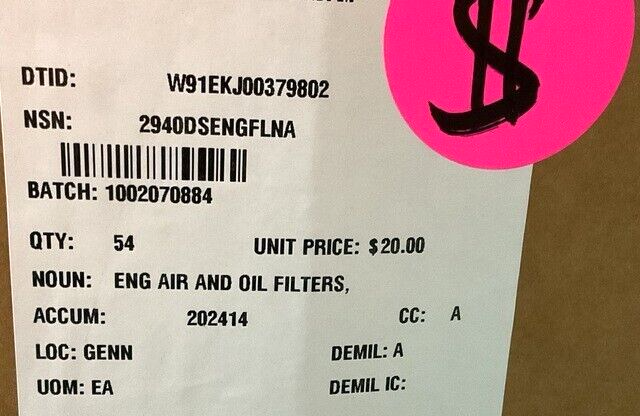 $
DTID: W91EKJ00379802
NSN: 2940DSENGFLNA
BATCH: 1002070884
QTY: 54 UNIT PRICE: $20.00
NOUN: ENG AIR AND OIL FILTERS,
ACCUM: 202414 CC: A
LOC: GENN DEMIL: A
UOM: EA DEMIL IC: